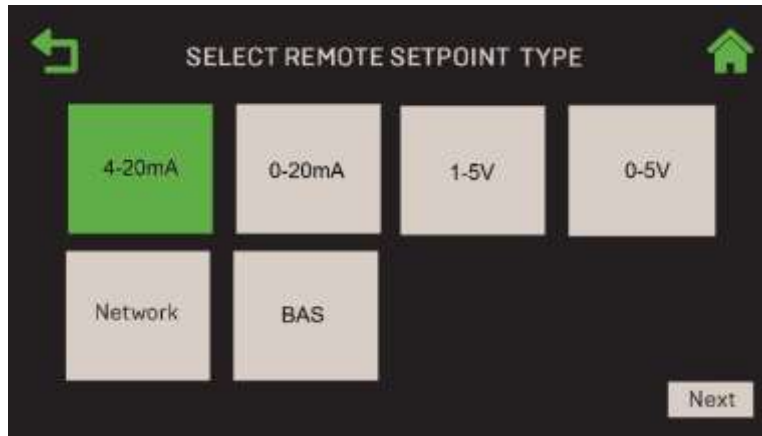 SELECT REMOTE SETPOINT TYPE
4-20mA
0-20mA
1-5V
0-5V
Network
BAS
Next